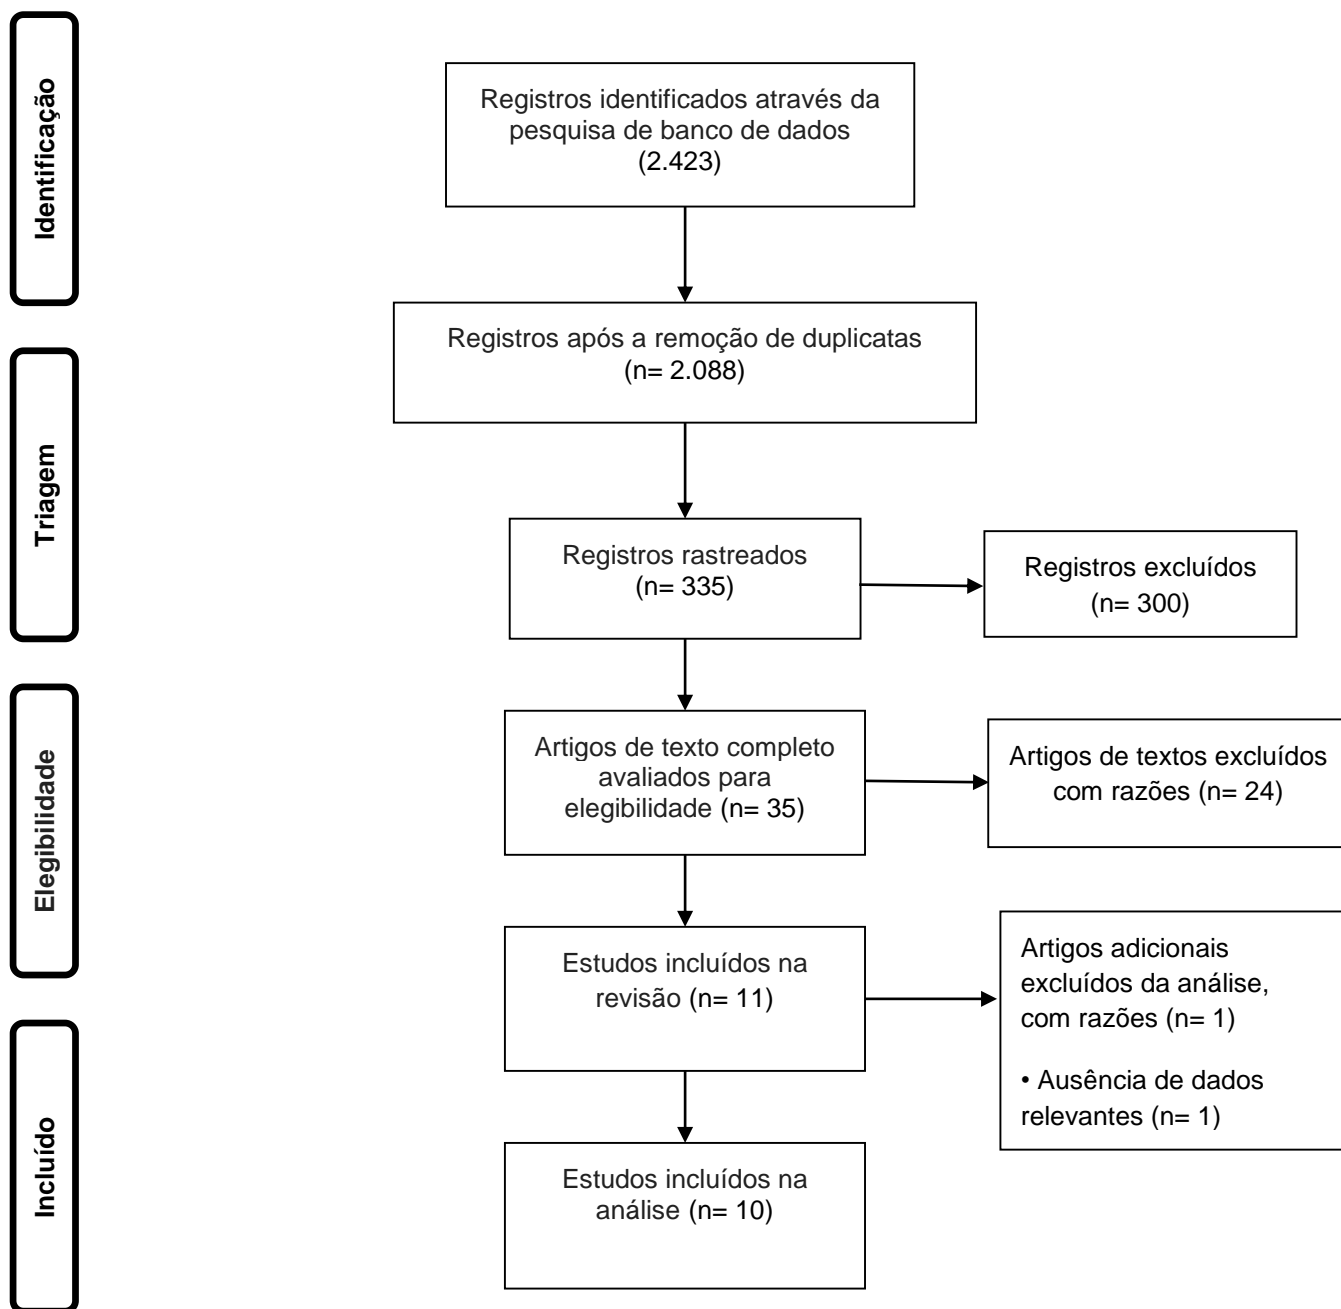 Identificação
Registros identificados através da
pesquisa de banco de dados
(2.423)
Registros após a remoção de duplicatas
(n= 2.088)
Triagem
Registros rastreados
(n= 335)
Registros excluídos
(n= 300)
Elegibilidade
Artigos de texto completo
avaliados para
elegibilidade (n= 35)
Artigos de textos excluídos
com razões (n= 24)
Estudos incluídos na
revisão (n= 11)
Artigos adicionais
excluídos da análise,
com razões (n= 1)
• Ausência de dados
relevantes (n= 1)
Incluído
Estudos incluídos na
análise (n= 10)